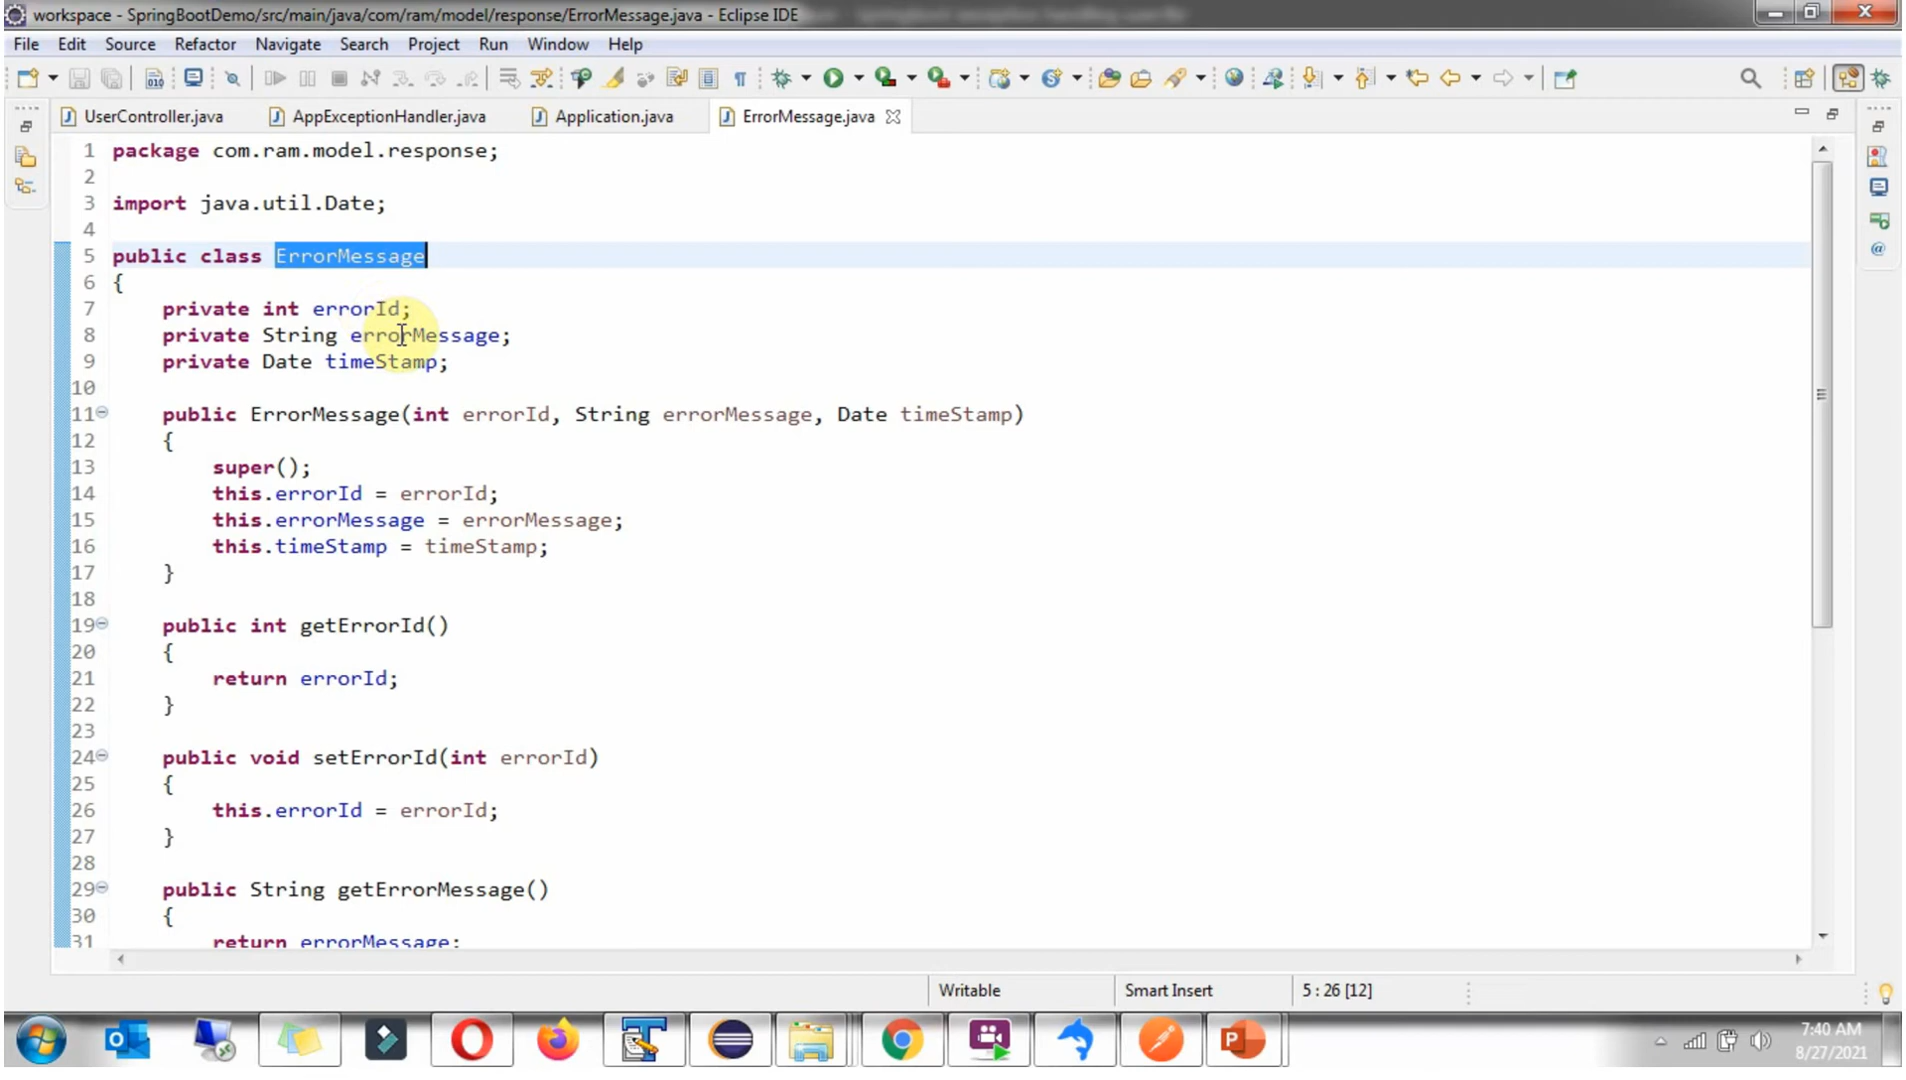 workspace - SpringBootDemo/src/main/java/com/ram/model/response/ErrorMessage.java - Eclipse IDE
File Edit Source Refactor Navigate Search Project Run Window Help
UserController.java AppExceptionHandler.java Application.java ErrorMessage.java
1 package com.ram.model.response;
2
3 import java.util.Date;
4
5 public class ErrorMessage
6 {
7 private int errorId;
8 private String errorMessage;
9 private Date timeStamp;
10
11 public ErrorMessage(int errorId, String errorMessage, Date timeStamp)
12 {
13 super();
14 this.errorId = errorId;
15 this.errorMessage = errorMessage;
16 this.timeStamp = timeStamp;
17 }
18
19 public int getErrorId()
20 {
21 return errorId;
22 }
23
24 public void setErrorId(int errorId)
25 {
26 this.errorId = errorId;
27 }
28
29 public String getErrorMessage()
30 {
31 return errorMessage;
Writable Smart Insert 5 : 26 [12]
7:40 AM
8/27/2021